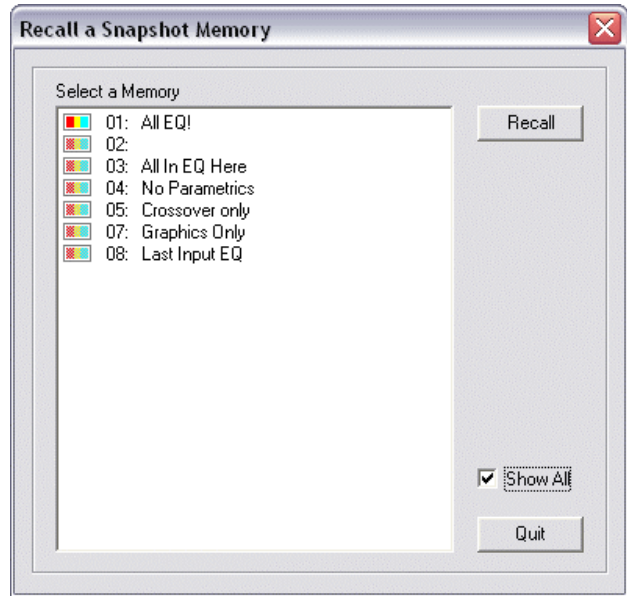 Recall a Snapshot Memory
Select a Memory
01: All EQ!
02:
03: All In EQ Here
04: No Parametrics
05: Crossover only
07: Graphics Only
08: Last Input EQ
Recall
Show All
Quit